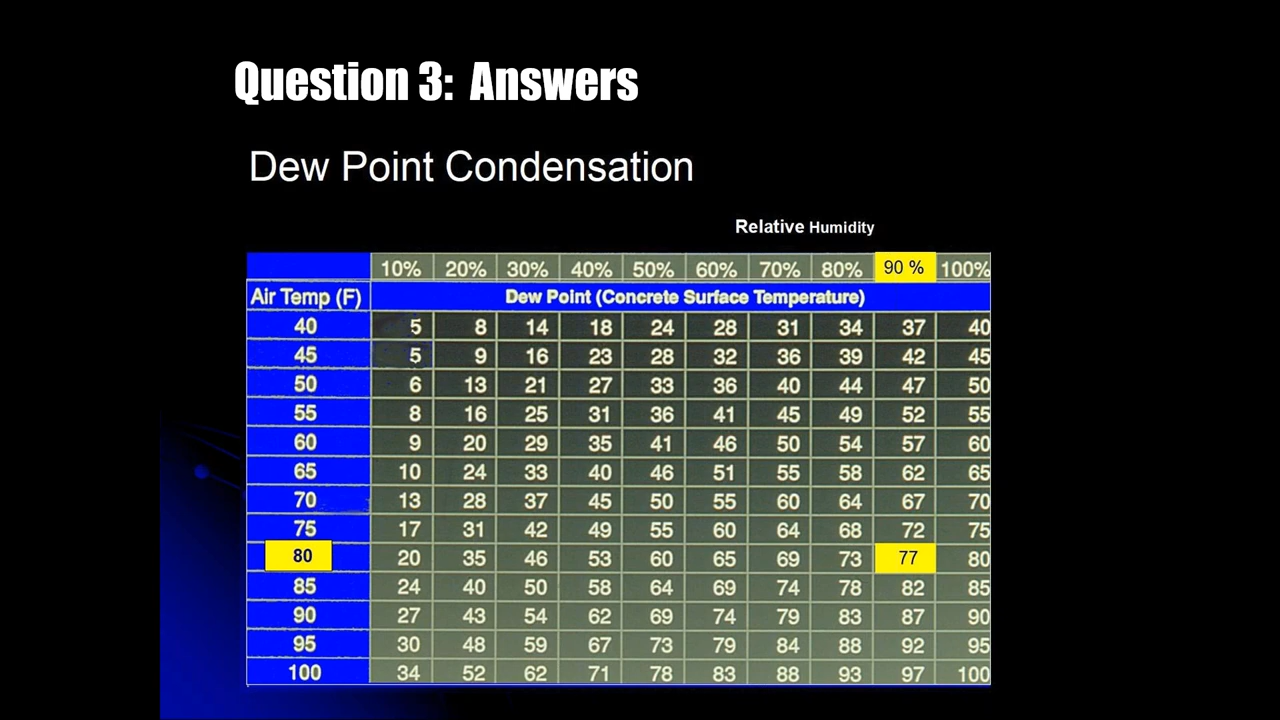 Question 3: Answers
Dew Point Condensation
Relative Humidity
10% 20% 30% 40% 50% 60% 70% 80% 90 % 100%
Air Temp (F) Dew Point (Concrete Surface Temperature)
40 5 8 14 18 24 28 31 34 37 40
45 5 9 16 23 28 32 36 39 42 45
50 6 13 21 27 33 36 40 44 47 50
55 8 16 25 31 36 41 45 49 52 55
60 9 20 29 35 41 46 50 54 57 60
65 10 24 33 40 46 51 55 58 62 65
70 13 28 37 45 50 55 60 64 67 70
75 17 31 42 49 55 60 64 68 72 75
80 20 35 46 53 60 65 69 73 77 80
85 24 40 50 58 64 69 74 78 82 85
90 27 43 54 62 69 74 79 83 87 90
95 30 48 59 67 73 79 84 88 92 95
100 34 52 62 71 78 83 88 93 97 100